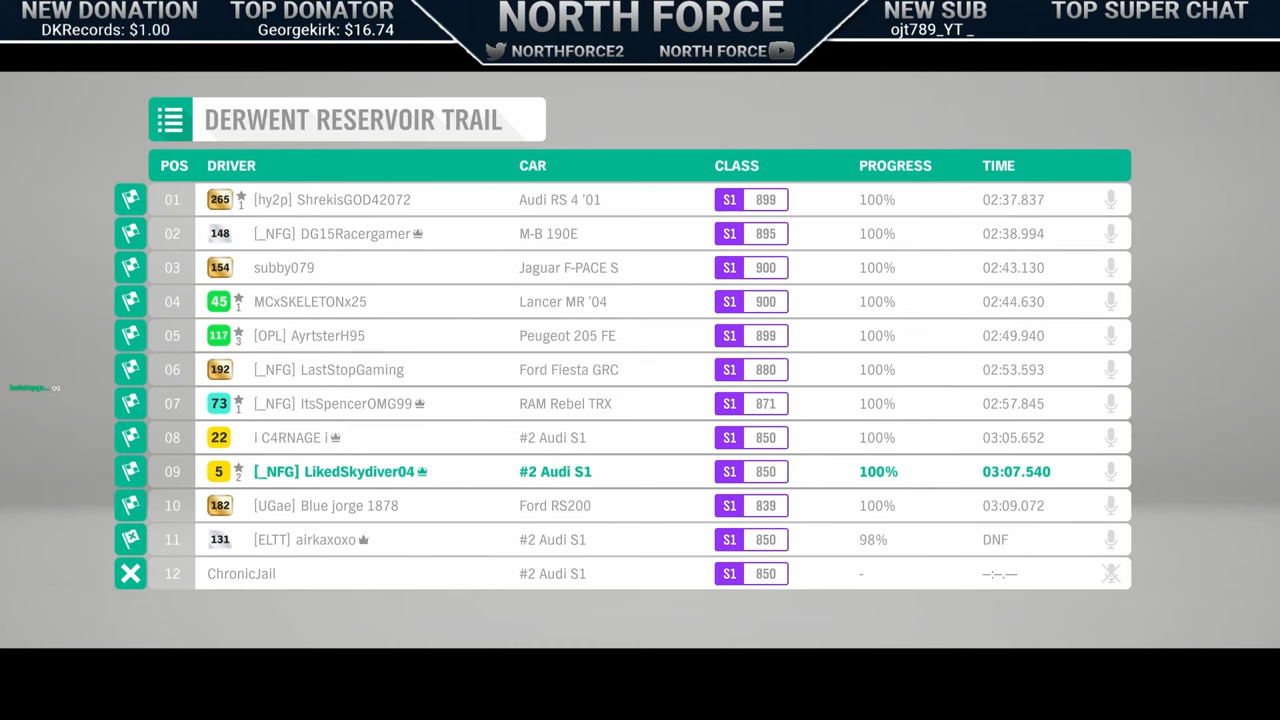 NEW DONATION
DKRecords: $1.00
TOP DONATOR
Georgekirk: $16.74
NORTH FORCE
NORTHFORCE2 NORTH FORCE
NEW SUB
ojt789_YT _
TOP SUPER CHAT
DERWENT RESERVOIR TRAIL
POS DRIVER CAR CLASS PROGRESS TIME
01 265 1 [hy2p] ShrekisGOD42072 Audi RS 4 '01 S1 899 100% 02:37.837
02 148 [_NFG] DG15Racergamer M-B 190E S1 895 100% 02:38.994
03 154 subby079 Jaguar F-PACE S S1 900 100% 02:43.130
04 45 1 MCxSKELETONx25 Lancer MR '04 S1 900 100% 02:44.630
05 117 3 [OPL] AyrtsterH95 Peugeot 205 FE S1 899 100% 02:49.940
06 192 [_NFG] LastStopGaming Ford Fiesta GRC S1 880 100% 02:53.593
07 73 1 [_NFG] ItsSpencerOMG99 RAM Rebel TRX S1 871 100% 02:57.845
08 22 i C4RNAGE i #2 Audi S1 S1 850 100% 03:05.652
09 5 2 [_NFG] LikedSkydiver04 #2 Audi S1 S1 850 100% 03:07.540
10 182 [UGae] Blue jorge 1878 Ford RS200 S1 839 100% 03:09.072
11 131 [ELTT] airkaxoxo #2 Audi S1 S1 850 98% DNF
12 ChronicJail #2 Audi S1 S1 850 - --:--.---